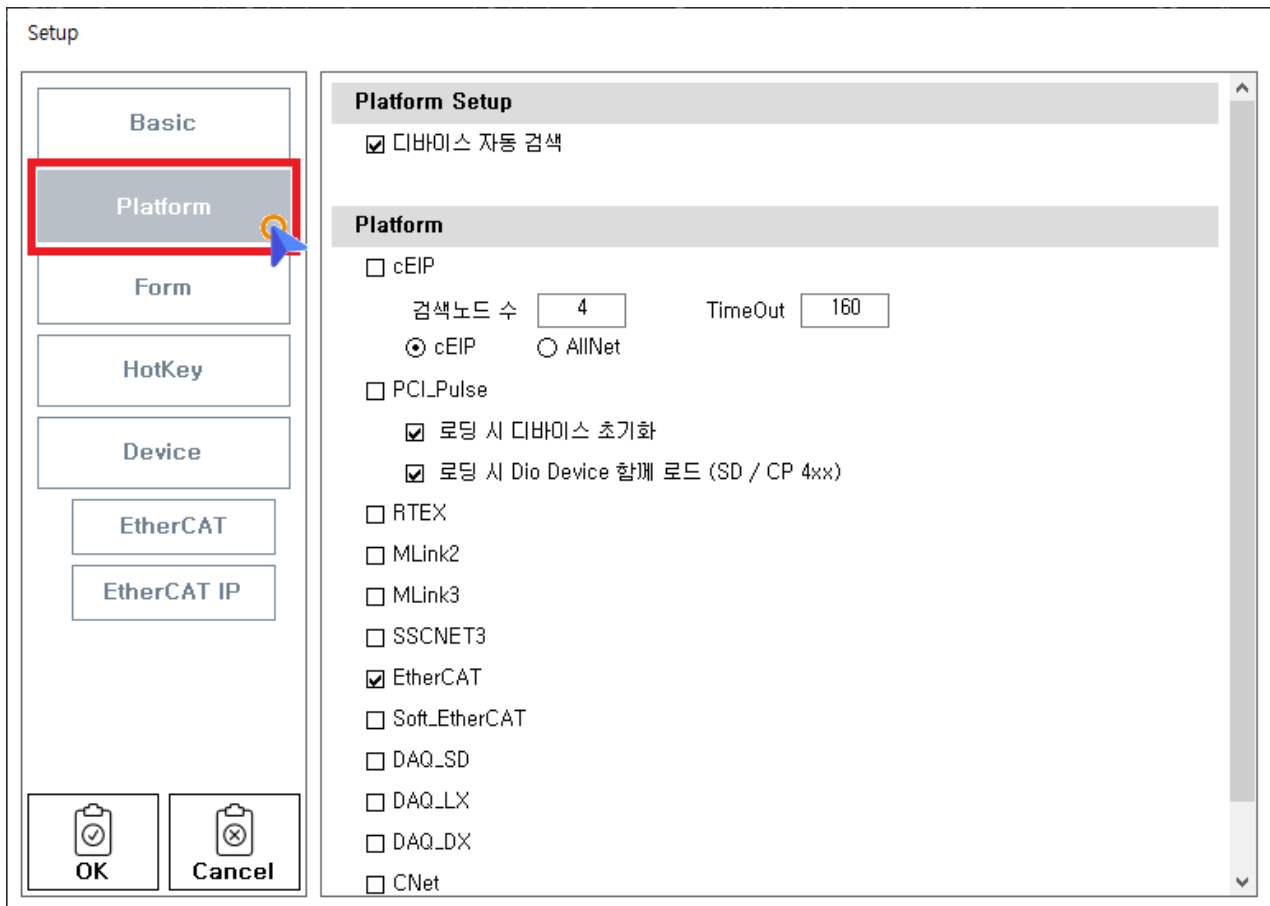 Setup
Basic
Platform
Form
HotKey
Device
EtherCAT
EtherCAT IP
OK
Cancel
Platform Setup
디바이스 자동 검색
Platform
cEIP
검색노드 수 4 TimeOut 160
cEIP AllNet
PCI_Pulse
로딩 시 디바이스 초기화
로딩 시 Dio Device 함께 로드 (SD / CP 4xx)
RTEX
MLink2
MLink3
SSCNET3
EtherCAT
Soft_EtherCAT
DAQ_SD
DAQ_LX
DAQ_DX
CNet